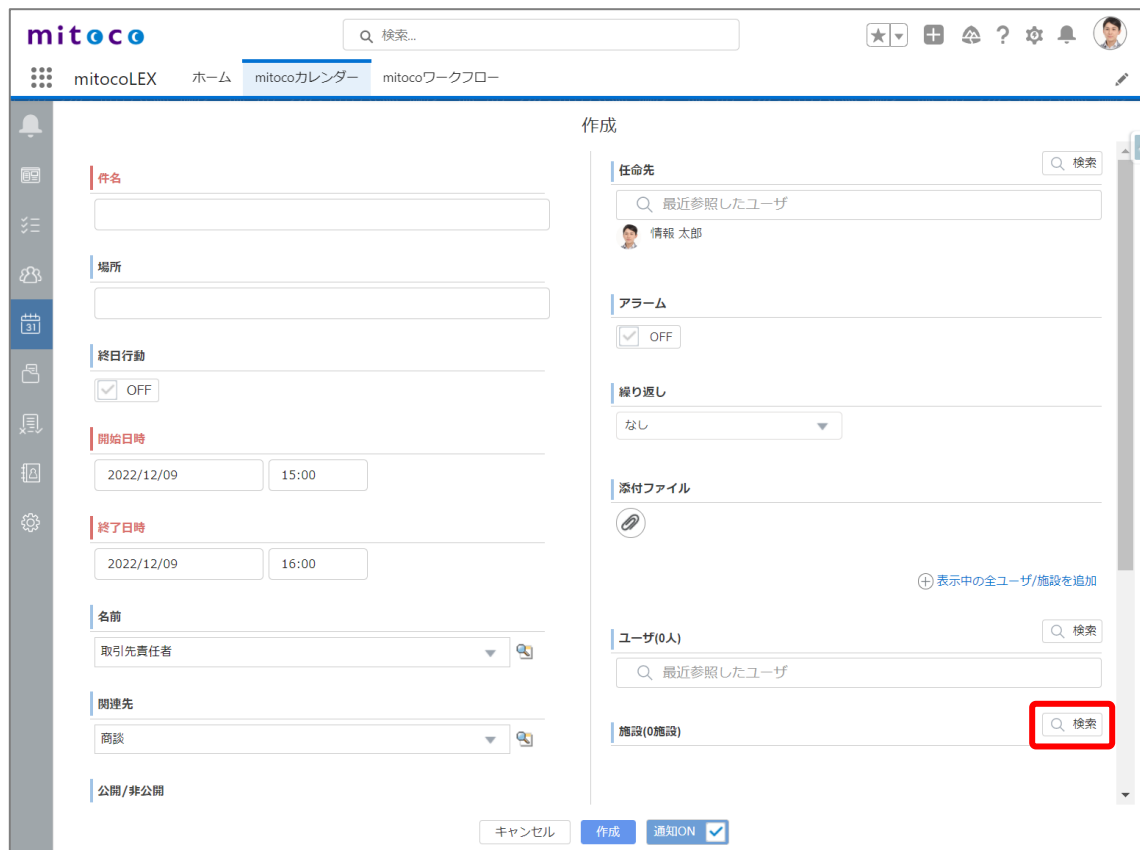 mitoco
検索...
mitocoLEX ホーム mitocoカレンダー mitocoワークフロー
31
作成
件名
場所
終日行動
OFF
開始日時
2022/12/09 15:00
終了日時
2022/12/09 16:00
名前
取引先責任者
関連先
商談
公開/非公開
任命先 検索
最近参照したユーザ
情報 太郎
アラーム
OFF
繰り返し
なし
添付ファイル
表示中の全ユーザ/施設を追加
ユーザ(0人) 検索
最近参照したユーザ
施設(0施設) 検索
キャンセル 作成 通知ON